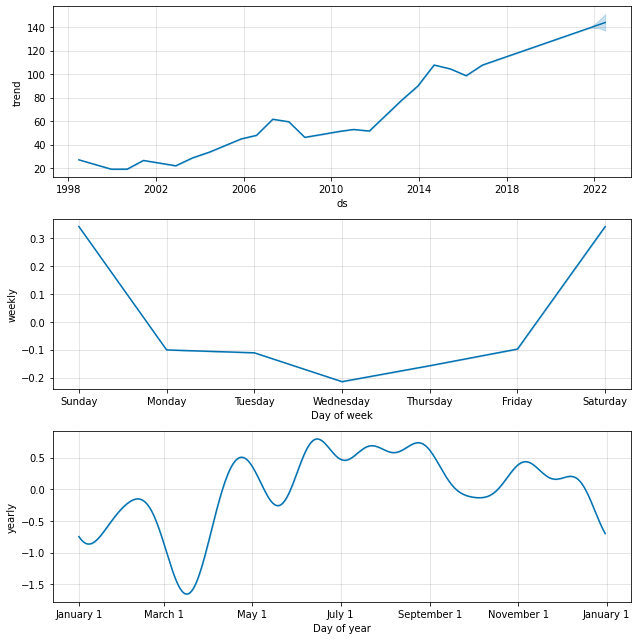 140
120
100
80
60
40
20
trend
1998
2002
2006
2010
2014
2018
2022
ds
0.3
0.2
0.1
0.0
−0.1
−0.2
weekly
Sunday
Monday
Tuesday
Wednesday
Thursday
Friday
Saturday
Day of week
0.5
0.0
−0.5
−1.0
−1.5
yearly
January 1
March 1
May 1
July 1
September 1
November 1
January 1
Day of year